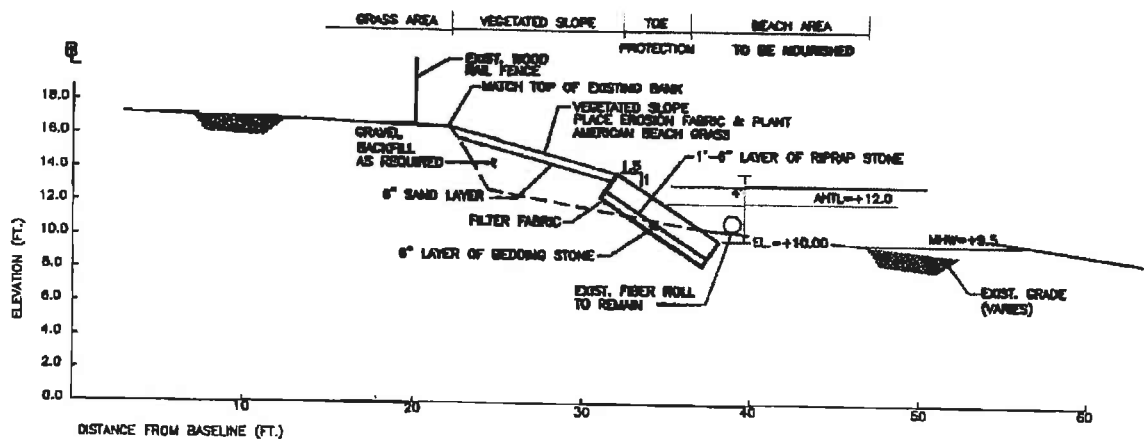 GRASS AREA
VEGETATED SLOPE
TOE
PROTECTION
BEACH AREA
TO BE NOURISHED
EXIST. WOOD
RAIL FENCE
MATCH TOP OF EXISTING BANK
VEGETATED SLOPE
PLACE EROSION FABRIC & PLANT
AMERICAN BEACH GRASS
GRAVEL
BACKFILL
AS REQUIRED
1'-6" LAYER OF RIPRAP STONE
1.5
1
6" SAND LAYER
4'
AHTL=+12.0
FILTER FABRIC
EL.=+10.00
MHW=+9.5
6" LAYER OF BEDDING STONE
EXIST. FIBER ROLL
TO REMAIN
EXIST. GRADE
(VARIES)
ELEVATION (FT.)
18.0
16.0
14.0
12.0
10.0
8.0
6.0
4.0
2.0
0.0
10
20
30
40
50
60
DISTANCE FROM BASELINE (FT.)